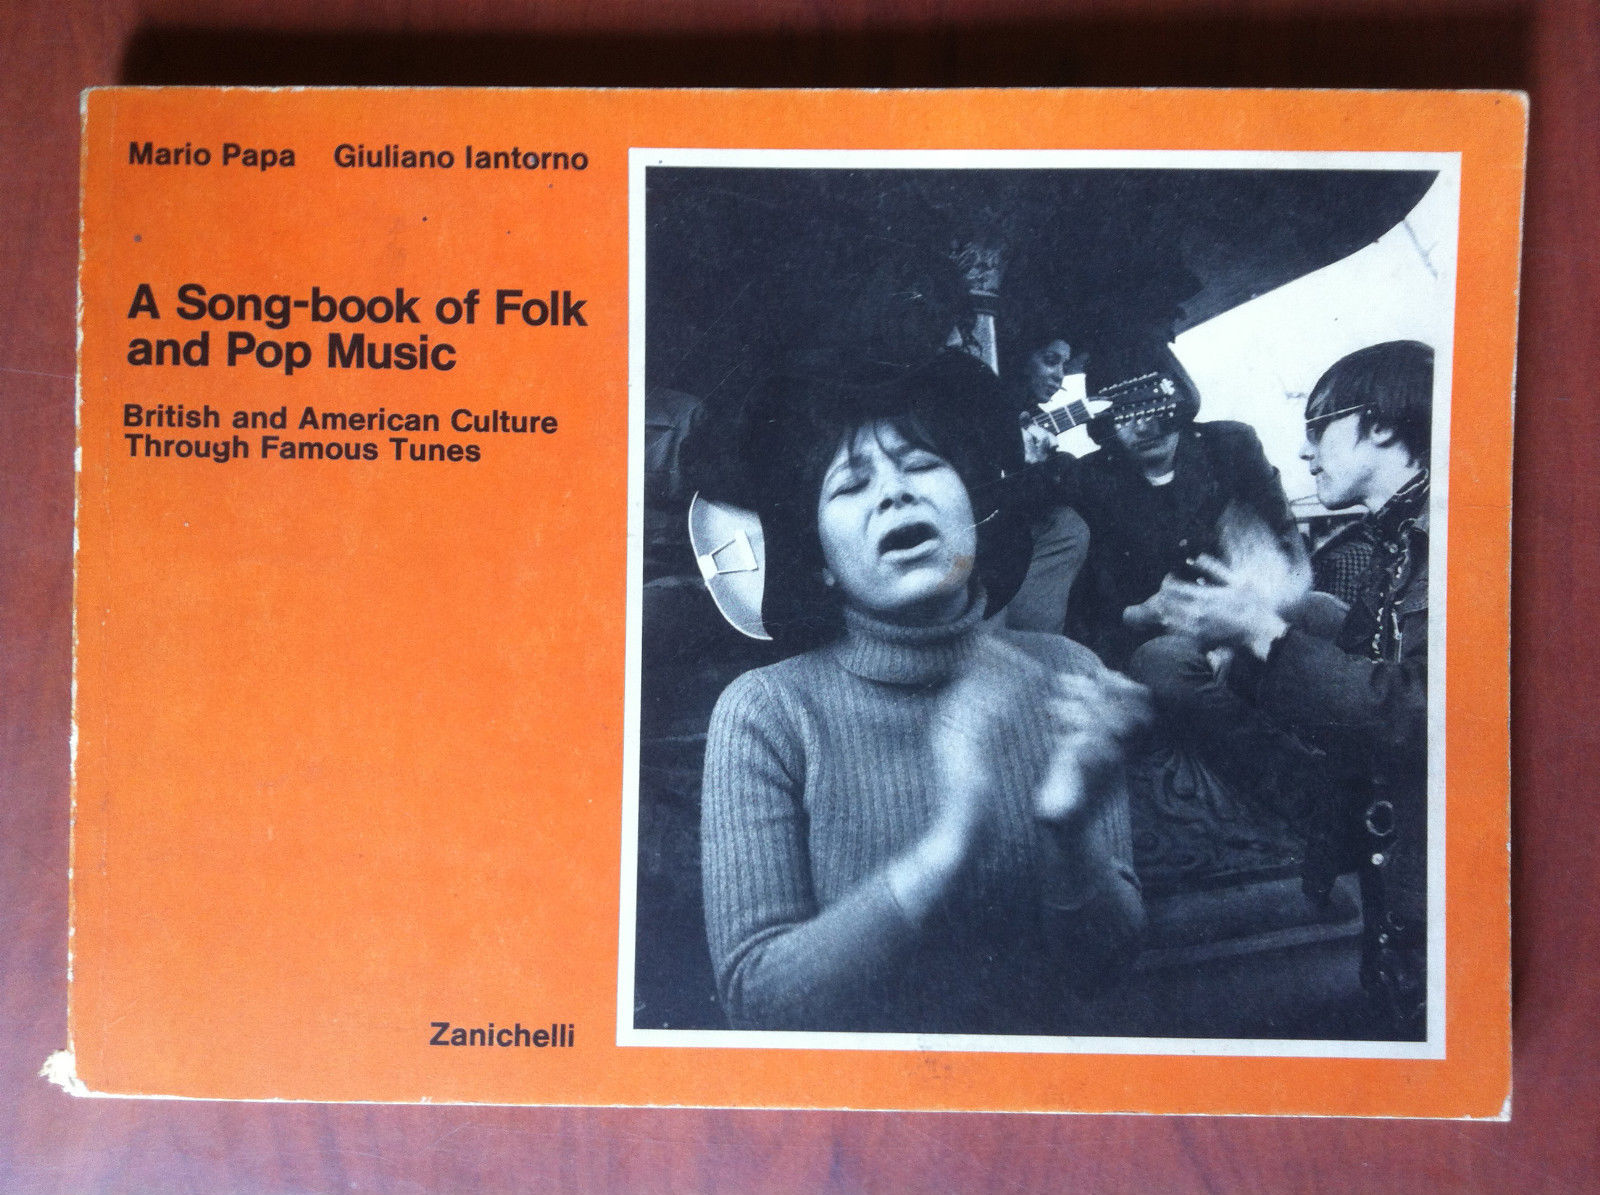 Mario Papa Giuliano Iantorno
A Song-book of Folk
and Pop Music
British and American Culture
Through Famous Tunes
Zanichelli